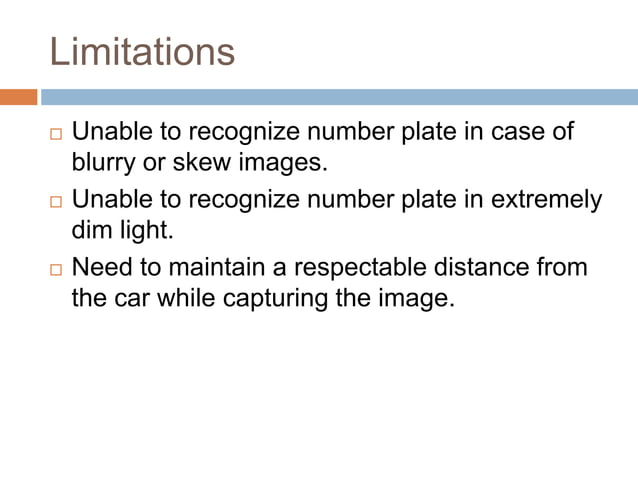 Limitations
Unable to recognize number plate in case of
blurry or skew images.
Unable to recognize number plate in extremely
dim light.
Need to maintain a respectable distance from
the car while capturing the image.